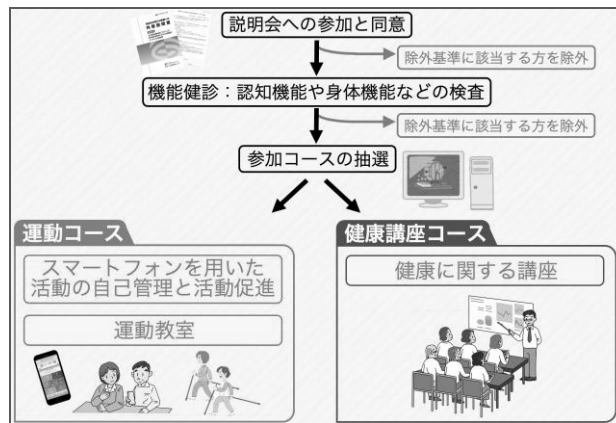 説明会への参加と同意
除外基準に該当する方を除外
機能健診：認知機能や身体機能などの検査
除外基準に該当する方を除外
参加コースの抽選
運動コース
スマートフォンを用いた
活動の自己管理と活動促進
運動教室
健康講座コース
健康に関する講座